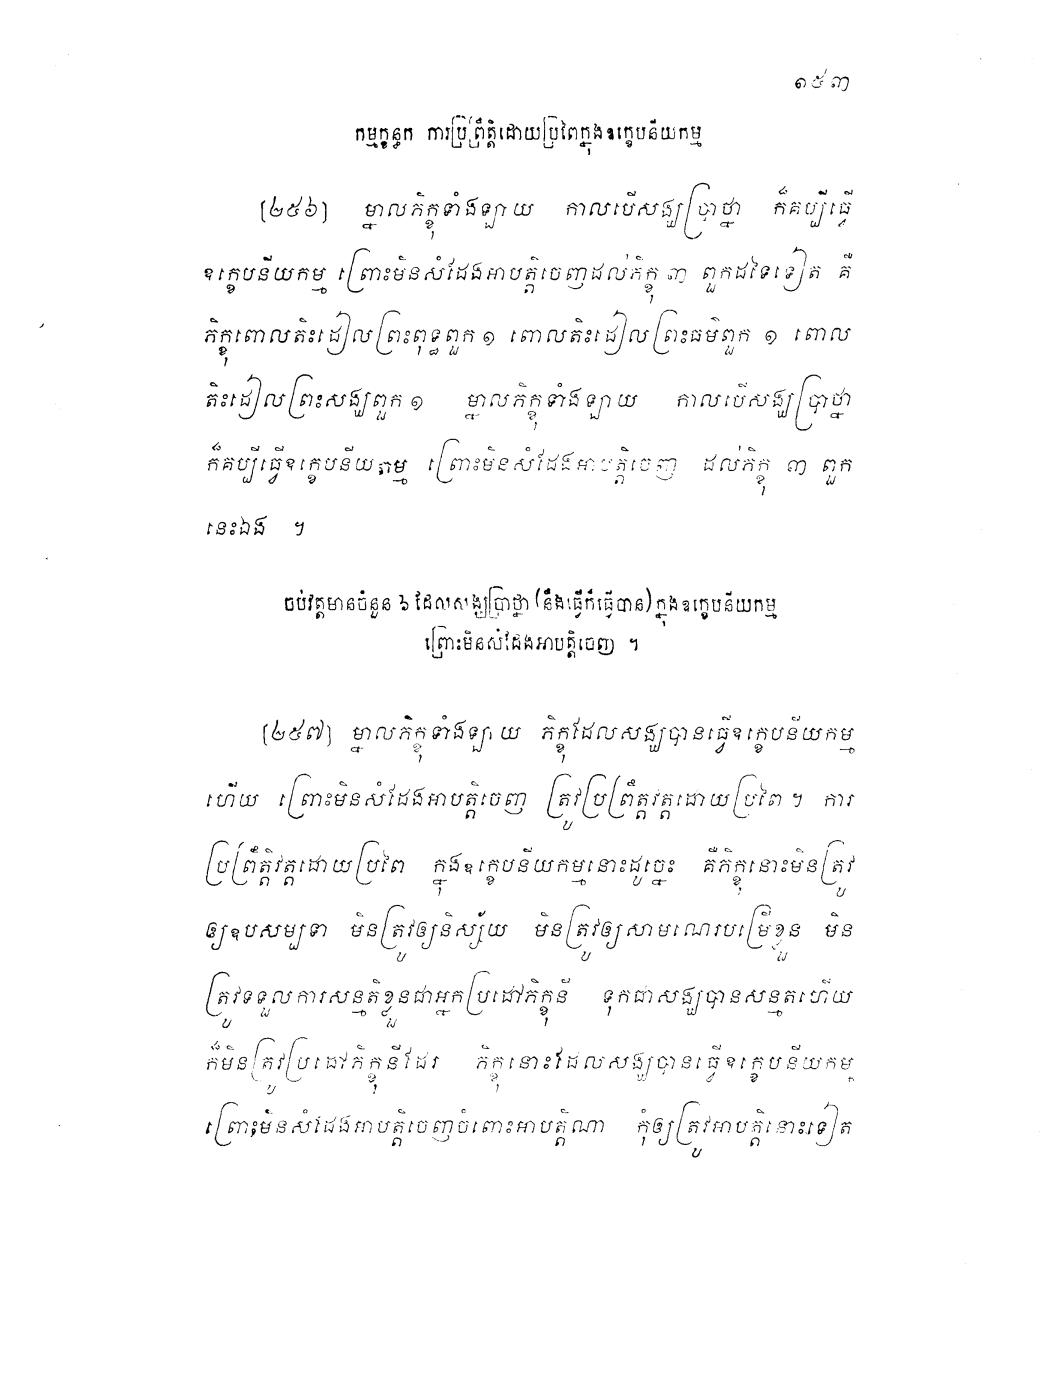 ១៥៣
កម្មក្ខន្ធក ការប្រព្រឹត្តិដោយប្រពៃក្នុងឧក្ខេបនីយកម្ម
[២៥៦] ម្នាលភិក្ខុទាំងឡាយ កាលបើសង្ឃប្រាថ្នា ក៏គប្បីធ្វើ
ឧក្ខេបនីយកម្ម ព្រោះមិនសំដែងអាបត្តិចេញដល់ភិក្ខុ ៣ ពួកដទៃទៀត គឺ
ភិក្ខុពោលតិះដៀលព្រះពុទ្ធពួក ១ ពោលតិះដៀលព្រះធម៌ពួក ១ ពោល
តិះដៀលព្រះសង្ឃពួក ១ ម្នាលភិក្ខុទាំងឡាយ កាលបើសង្ឃប្រាថ្នា
ក៏គប្បីធ្វើឧក្ខេបនីយកម្ម ព្រោះមិនសំដែងអាបត្តិចេញ ដល់ភិក្ខុ ៣ ពួក
នេះឯង ។
ចប់វត្តមានចំនួន ៦ ដែលសង្ឃប្រាថ្នា (នឹងធ្វើក៏ធ្វើបាន) ក្នុងឧក្ខេបនីយកម្ម
ព្រោះមិនសំដែងអាបត្តិចេញ ។
[២៥៧] ម្នាលភិក្ខុទាំងឡាយ ភិក្ខុដែលសង្ឃបានធ្វើឧក្ខេបនីយកម្ម
ហើយ ព្រោះមិនសំដែងអាបត្តិចេញ ត្រូវប្រព្រឹត្តវត្តដោយប្រពៃ ។ ការ
ប្រព្រឹត្តិវត្តដោយប្រពៃ ក្នុងឧក្ខេបនីយកម្មនោះដូច្នេះ គឺភិក្ខុនោះមិនត្រូវ
ឲ្យឧបសម្បទា មិនត្រូវឲ្យនិស្ស័យ មិនត្រូវឲ្យសាមណេរបម្រើខ្លួន មិន
ត្រូវទទួលការសន្មតិខ្លួនជាអ្នកប្រដៅភិក្ខុនី ទុកជាសង្ឃបានសន្មតហើយ
ក៏មិនត្រូវប្រដៅភិក្ខុនីដែរ ភិក្ខុនោះដែលសង្ឃបានធ្វើឧក្ខេបនីយកម្ម
ព្រោះមិនសំដែងអាបត្តិចេញចំពោះអាបត្តិណា កុំឲ្យត្រូវអាបត្តិនោះទៀត